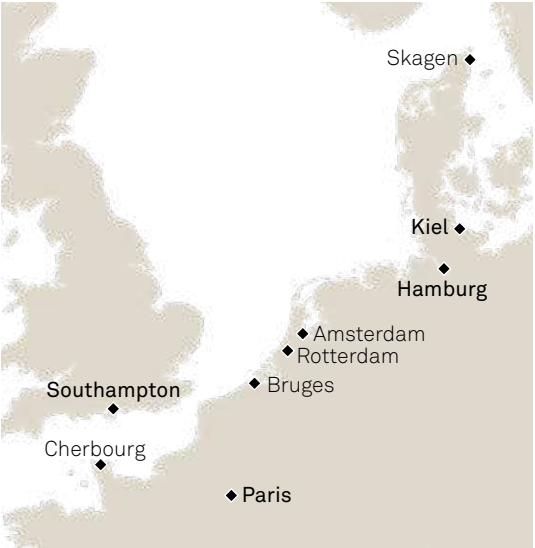 Skagen
Kiel
Hamburg
Amsterdam
Rotterdam
Bruges
Southampton
Cherbourg
Paris